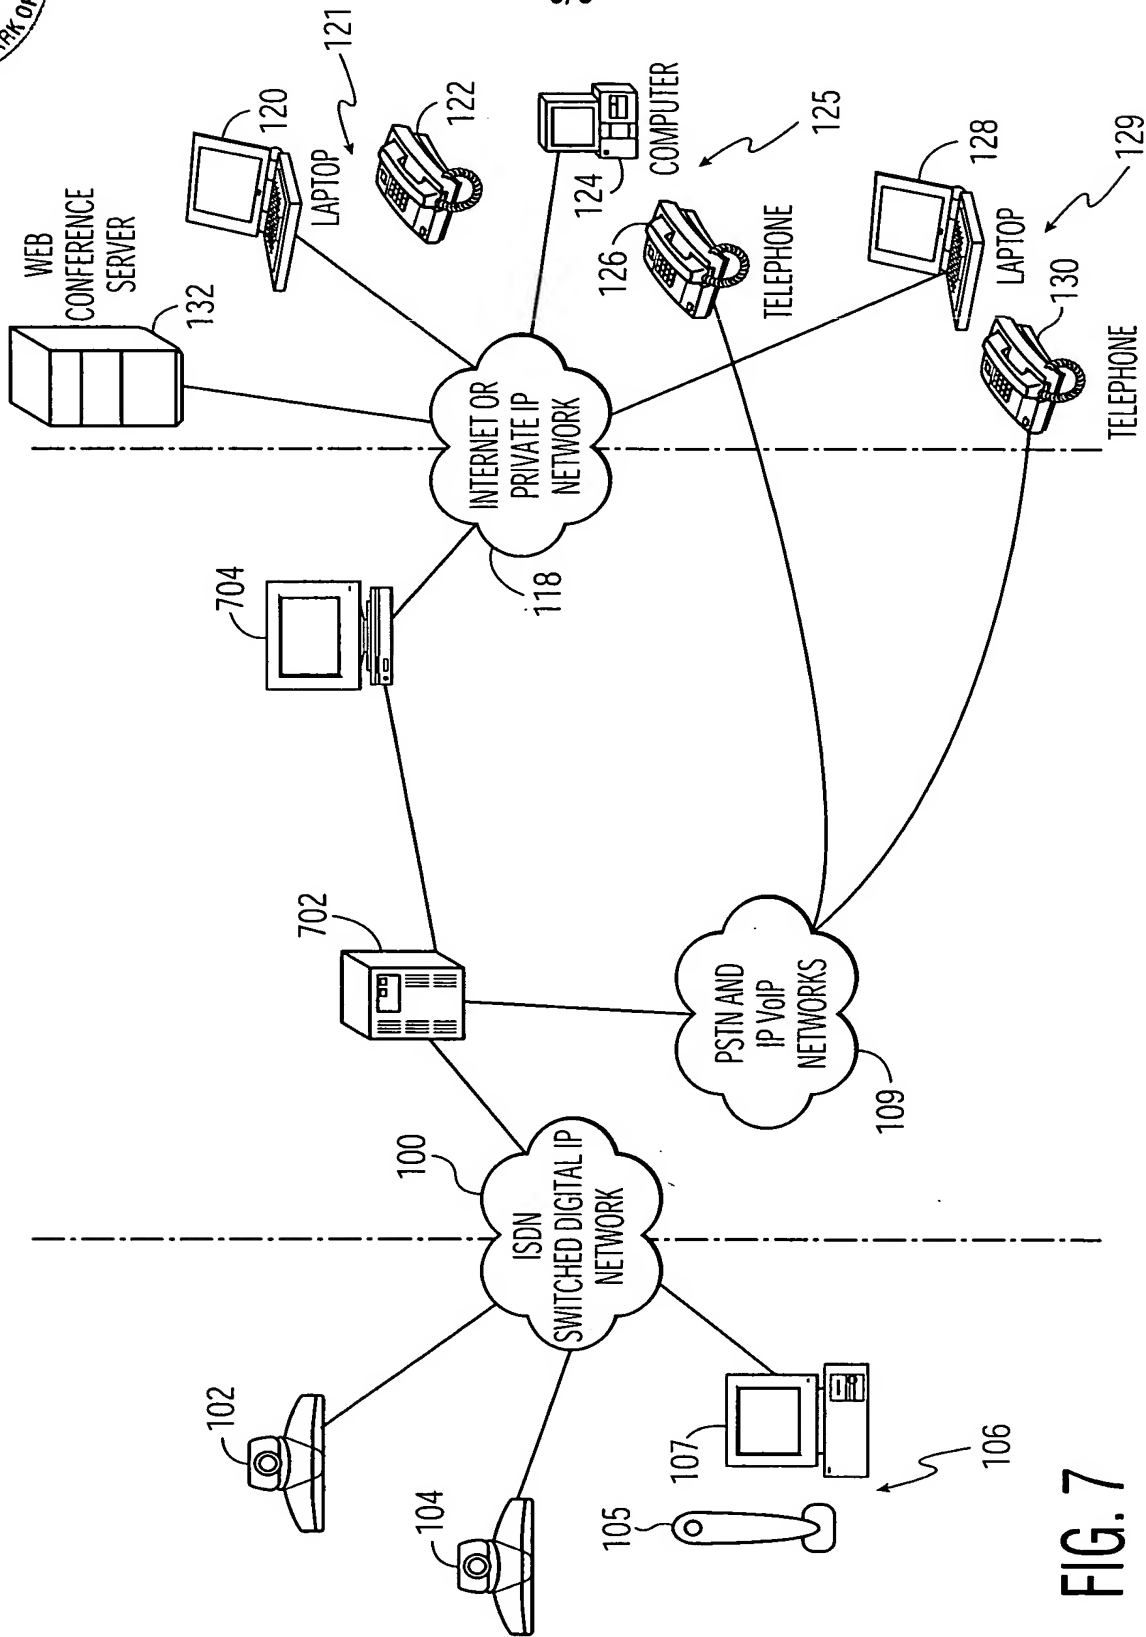 WEB
CONFERENCE
SERVER
132
120
LAPTOP
121
122
COMPUTER
124
125
126
TELEPHONE
128
LAPTOP
129
130
TELEPHONE
INTERNET OR
PRIVATE IP
NETWORK
118
704
702
PSTN AND
IP VoIP
NETWORKS
109
100
ISDN
SWITCHED DIGITAL IP
NETWORK
102
104
105
107
106
FIG. 7